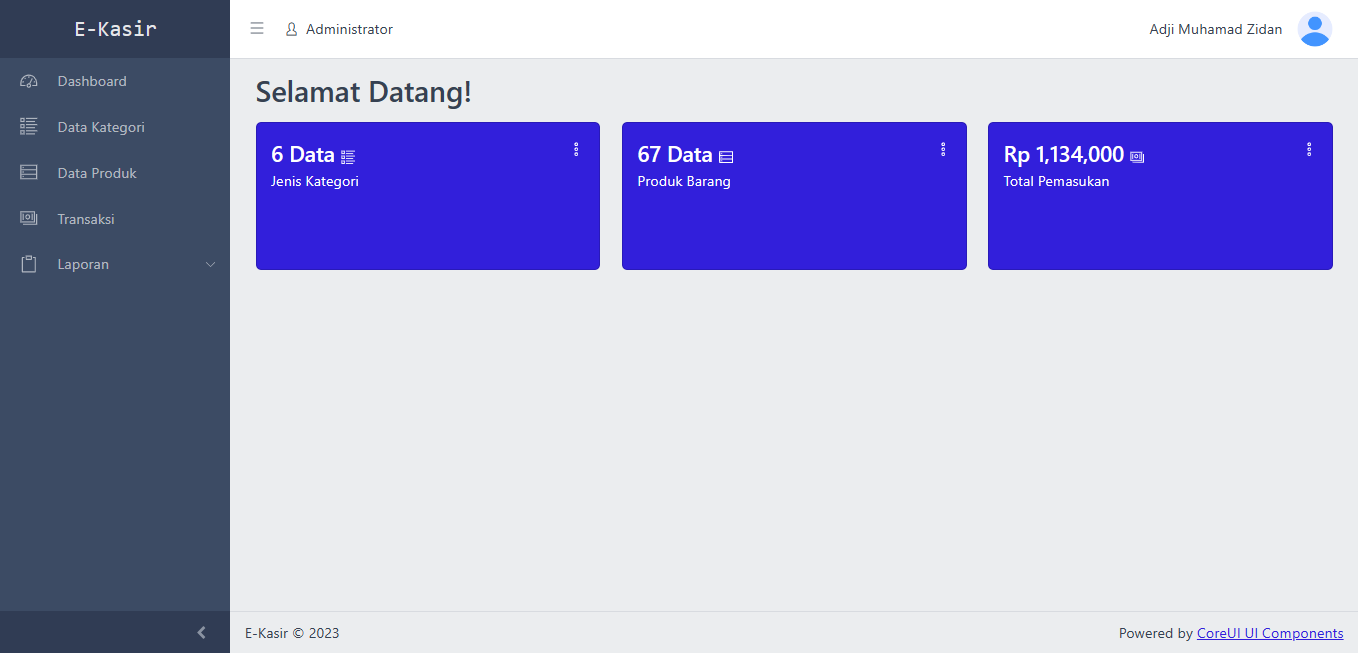 E-Kasir
Administrator
Adji Muhamad Zidan
Dashboard
Data Kategori
Data Produk
Transaksi
Laporan
Selamat Datang!
6 Data
Jenis Kategori
67 Data
Produk Barang
Rp 1,134,000
Total Pemasukan
E-Kasir © 2023
Powered by CoreUI UI Components